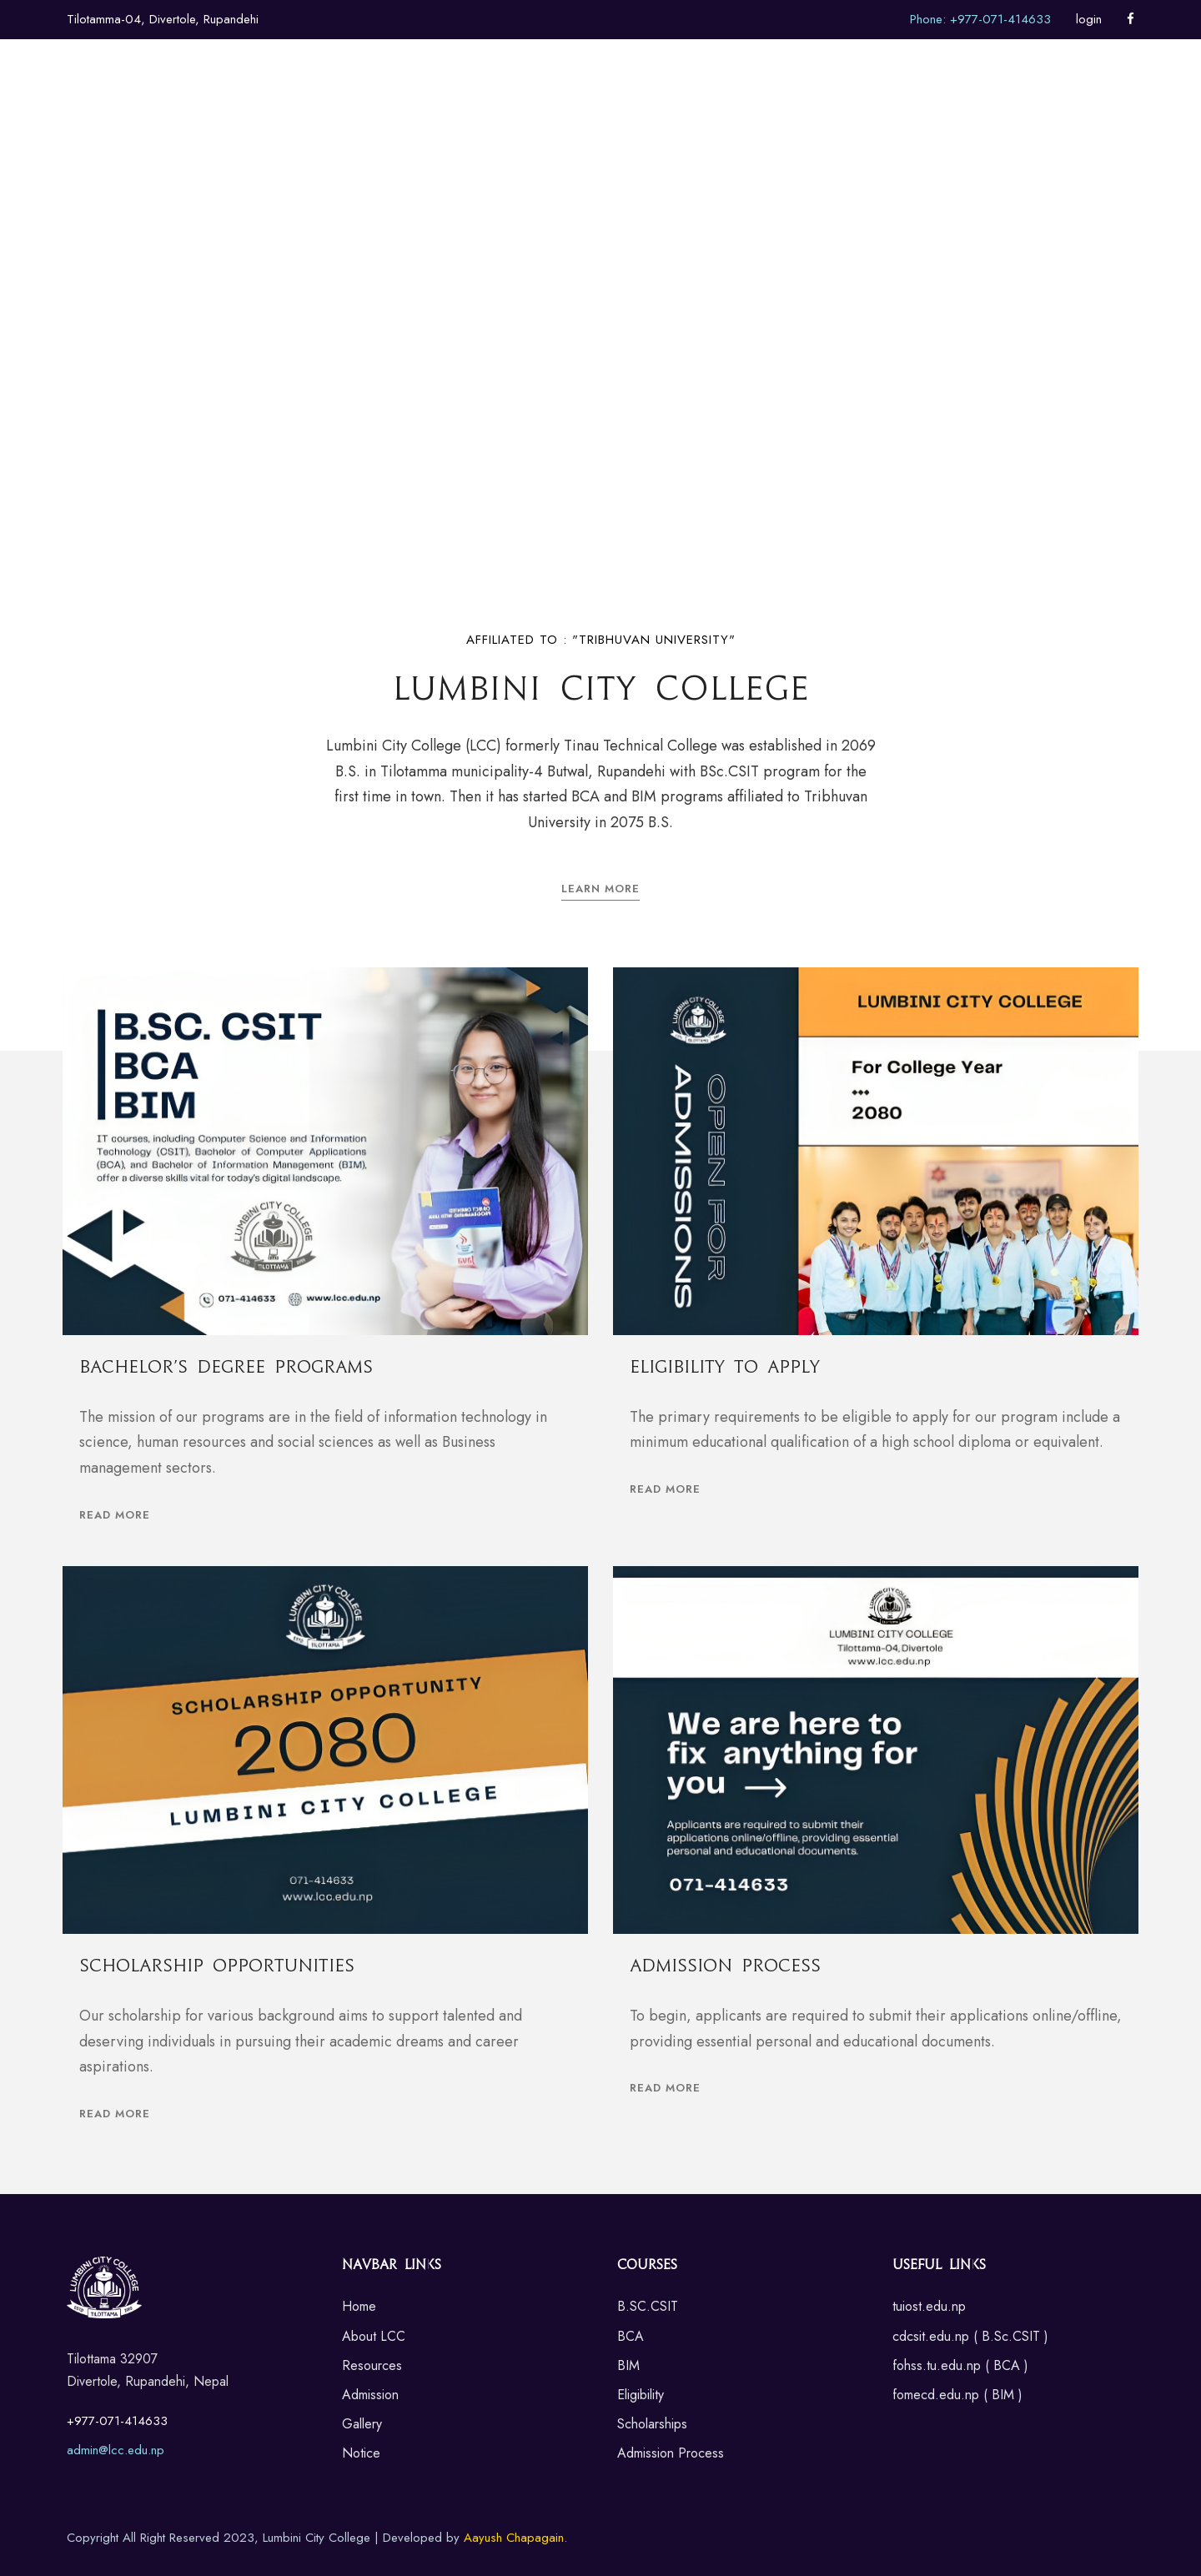 Tilotamma-04, Divertole, Rupandehi
Phone: +977-071-414633 login
AFFILIATED TO : "TRIBHUVAN UNIVERSITY"
LUMBINI CITY COLLEGE
Lumbini City College (LCC) formerly Tinau Technical College was established in 2069
B.S. in Tilotamma municipality-4 Butwal, Rupandehi with BSc.CSIT program for the
first time in town. Then it has started BCA and BIM programs affiliated to Tribhuvan
University in 2075 B.S.
LEARN MORE
B.SC. CSIT
BCA
BIM
IT courses, including Computer Science and Information
Technology (CSIT), Bachelor of Computer Applications
(BCA), and Bachelor of Information Management (BIM),
offer a diverse skills vital for today's digital landscape.
LUMBINI CITY COLLEGE
TILOTTAMA
071-414633 www.lcc.edu.np
LUMBINI CITY COLLEGE
TILOTTAMA
OPEN FOR
ADMISSIONS
LUMBINI CITY COLLEGE
For College Year
2080
BACHELOR'S DEGREE PROGRAMS
The mission of our programs are in the field of information technology in
science, human resources and social sciences as well as Business
management sectors.
READ MORE
ELIGIBILITY TO APPLY
The primary requirements to be eligible to apply for our program include a
minimum educational qualification of a high school diploma or equivalent.
READ MORE
LUMBINI CITY COLLEGE
TILOTTAMA
SCHOLARSHIP OPPORTUNITY
2080
LUMBINI CITY COLLEGE
071-414633
www.lcc.edu.np
LUMBINI CITY COLLEGE
Tilottama-04, Divertole
www.lcc.edu.np
We are here to
fix anything for
you
Applicants are required to submit their
applications online/offline, providing essential
personal and educational documents.
071-414633
SCHOLARSHIP OPPORTUNITIES
Our scholarship for various background aims to support talented and
deserving individuals in pursuing their academic dreams and career
aspirations.
READ MORE
ADMISSION PROCESS
To begin, applicants are required to submit their applications online/offline,
providing essential personal and educational documents.
READ MORE
LUMBINI CITY COLLEGE
TILOTTAMA
Tilottama 32907
Divertole, Rupandehi, Nepal
+977-071-414633
admin@lcc.edu.np
NAVBAR LINKS
Home
About LCC
Resources
Admission
Gallery
Notice
COURSES
B.SC.CSIT
BCA
BIM
Eligibility
Scholarships
Admission Process
USEFUL LINKS
tuiost.edu.np
cdcsit.edu.np ( B.Sc.CSIT )
fohss.tu.edu.np ( BCA )
fomecd.edu.np ( BIM )
Copyright All Right Reserved 2023, Lumbini City College | Developed by Aayush Chapagain.